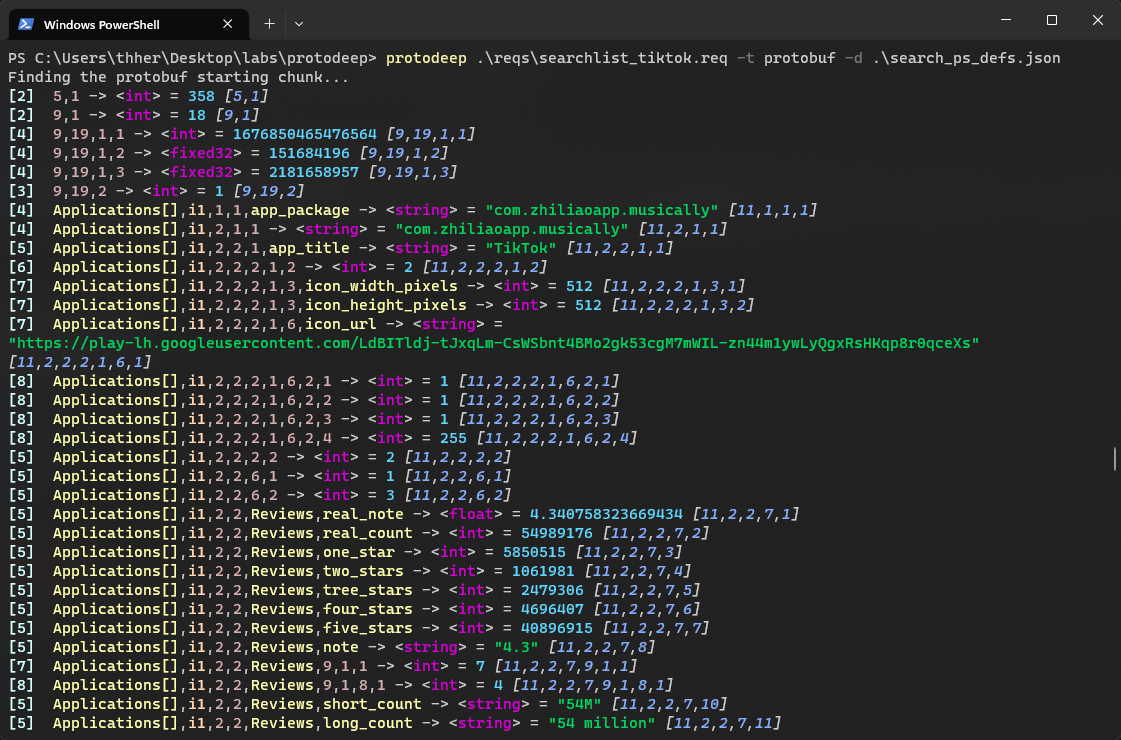 Windows PowerShell
PS C:\Users\thher\Desktop\labs\protodeep> protodeep .\reqs\searchlist_tiktok.req -t protobuf -d .\search_ps_defs.json
Finding the protobuf starting chunk...
[2]  5,1 -> <int> = 358 [5,1]
[2]  9,1 -> <int> = 18 [9,1]
[4]  9,19,1,1 -> <int> = 1676850465476564 [9,19,1,1]
[4]  9,19,1,2 -> <fixed32> = 151684196 [9,19,1,2]
[4]  9,19,1,3 -> <fixed32> = 2181658957 [9,19,1,3]
[3]  9,19,2 -> <int> = 1 [9,19,2]
[4]  Applications[],i1,1,1,app_package -> <string> = "com.zhiliaoapp.musically" [11,1,1,1]
[4]  Applications[],i1,2,1,1 -> <string> = "com.zhiliaoapp.musically" [11,2,1,1]
[5]  Applications[],i1,2,2,1,app_title -> <string> = "TikTok" [11,2,2,1,1]
[6]  Applications[],i1,2,2,2,1,2 -> <int> = 2 [11,2,2,2,1,2]
[7]  Applications[],i1,2,2,2,1,3,icon_width_pixels -> <int> = 512 [11,2,2,2,1,3,1]
[7]  Applications[],i1,2,2,2,1,3,icon_height_pixels -> <int> = 512 [11,2,2,2,1,3,2]
[7]  Applications[],i1,2,2,2,1,6,icon_url -> <string> =
"https://play-lh.googleusercontent.com/LdBITldj-tJxqLm-CsWSbnt4BMo2gk53cgM7mWIL-zn44m1ywLyQgxRsHKqp8r0qceXs"
[11,2,2,2,1,6,1]
[8]  Applications[],i1,2,2,2,1,6,2,1 -> <int> = 1 [11,2,2,2,1,6,2,1]
[8]  Applications[],i1,2,2,2,1,6,2,2 -> <int> = 1 [11,2,2,2,1,6,2,2]
[8]  Applications[],i1,2,2,2,1,6,2,3 -> <int> = 1 [11,2,2,2,1,6,2,3]
[8]  Applications[],i1,2,2,2,1,6,2,4 -> <int> = 255 [11,2,2,2,1,6,2,4]
[5]  Applications[],i1,2,2,2,2 -> <int> = 2 [11,2,2,2,2]
[5]  Applications[],i1,2,2,6,1 -> <int> = 1 [11,2,2,6,1]
[5]  Applications[],i1,2,2,6,2 -> <int> = 3 [11,2,2,6,2]
[5]  Applications[],i1,2,2,Reviews,real_note -> <float> = 4.340758323669434 [11,2,2,7,1]
[5]  Applications[],i1,2,2,Reviews,real_count -> <int> = 54989176 [11,2,2,7,2]
[5]  Applications[],i1,2,2,Reviews,one_star -> <int> = 5850515 [11,2,2,7,3]
[5]  Applications[],i1,2,2,Reviews,two_stars -> <int> = 1061981 [11,2,2,7,4]
[5]  Applications[],i1,2,2,Reviews,tree_stars -> <int> = 2479306 [11,2,2,7,5]
[5]  Applications[],i1,2,2,Reviews,four_stars -> <int> = 4696407 [11,2,2,7,6]
[5]  Applications[],i1,2,2,Reviews,five_stars -> <int> = 40896915 [11,2,2,7,7]
[5]  Applications[],i1,2,2,Reviews,note -> <string> = "4.3" [11,2,2,7,8]
[7]  Applications[],i1,2,2,Reviews,9,1,1 -> <int> = 7 [11,2,2,7,9,1,1]
[8]  Applications[],i1,2,2,Reviews,9,1,8,1 -> <int> = 4 [11,2,2,7,9,1,8,1]
[5]  Applications[],i1,2,2,Reviews,short_count -> <string> = "54M" [11,2,2,7,10]
[5]  Applications[],i1,2,2,Reviews,long_count -> <string> = "54 million" [11,2,2,7,11]